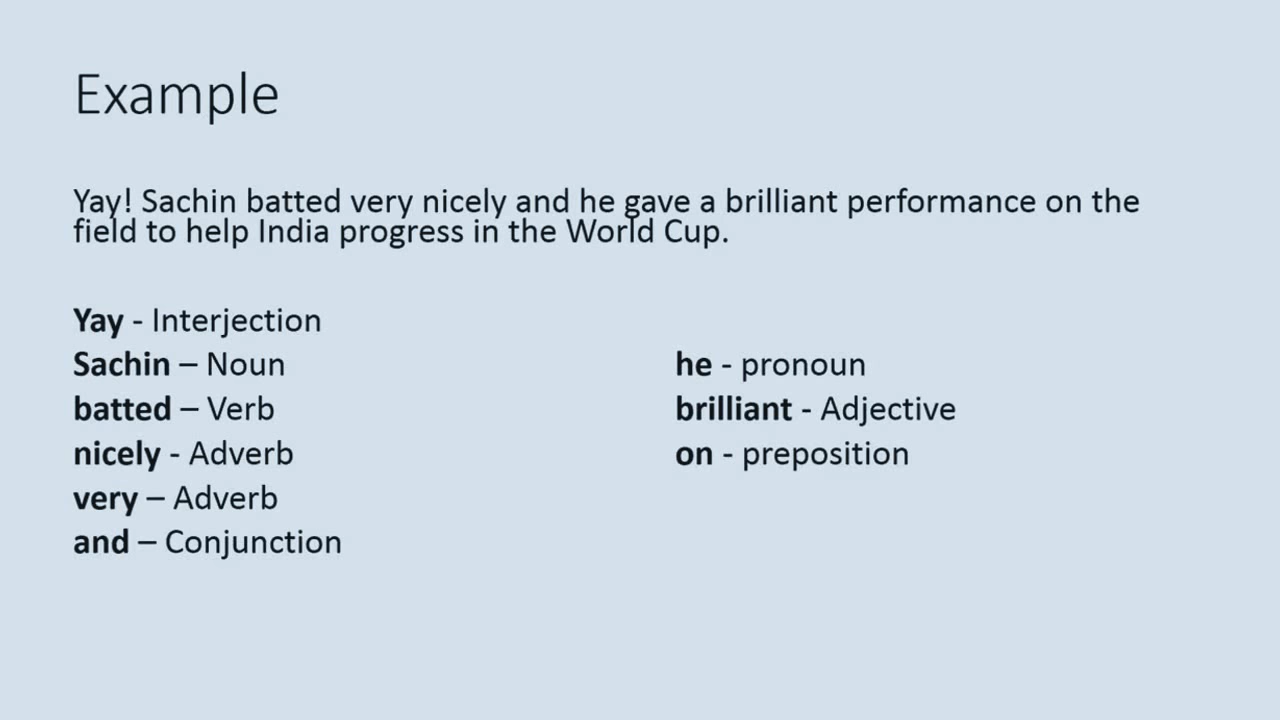 Example
Yay! Sachin batted very nicely and he gave a brilliant performance on the
field to help India progress in the World Cup.
Yay - Interjection
Sachin – Noun
batted – Verb
nicely - Adverb
very – Adverb
and – Conjunction
he - pronoun
brilliant - Adjective
on - preposition